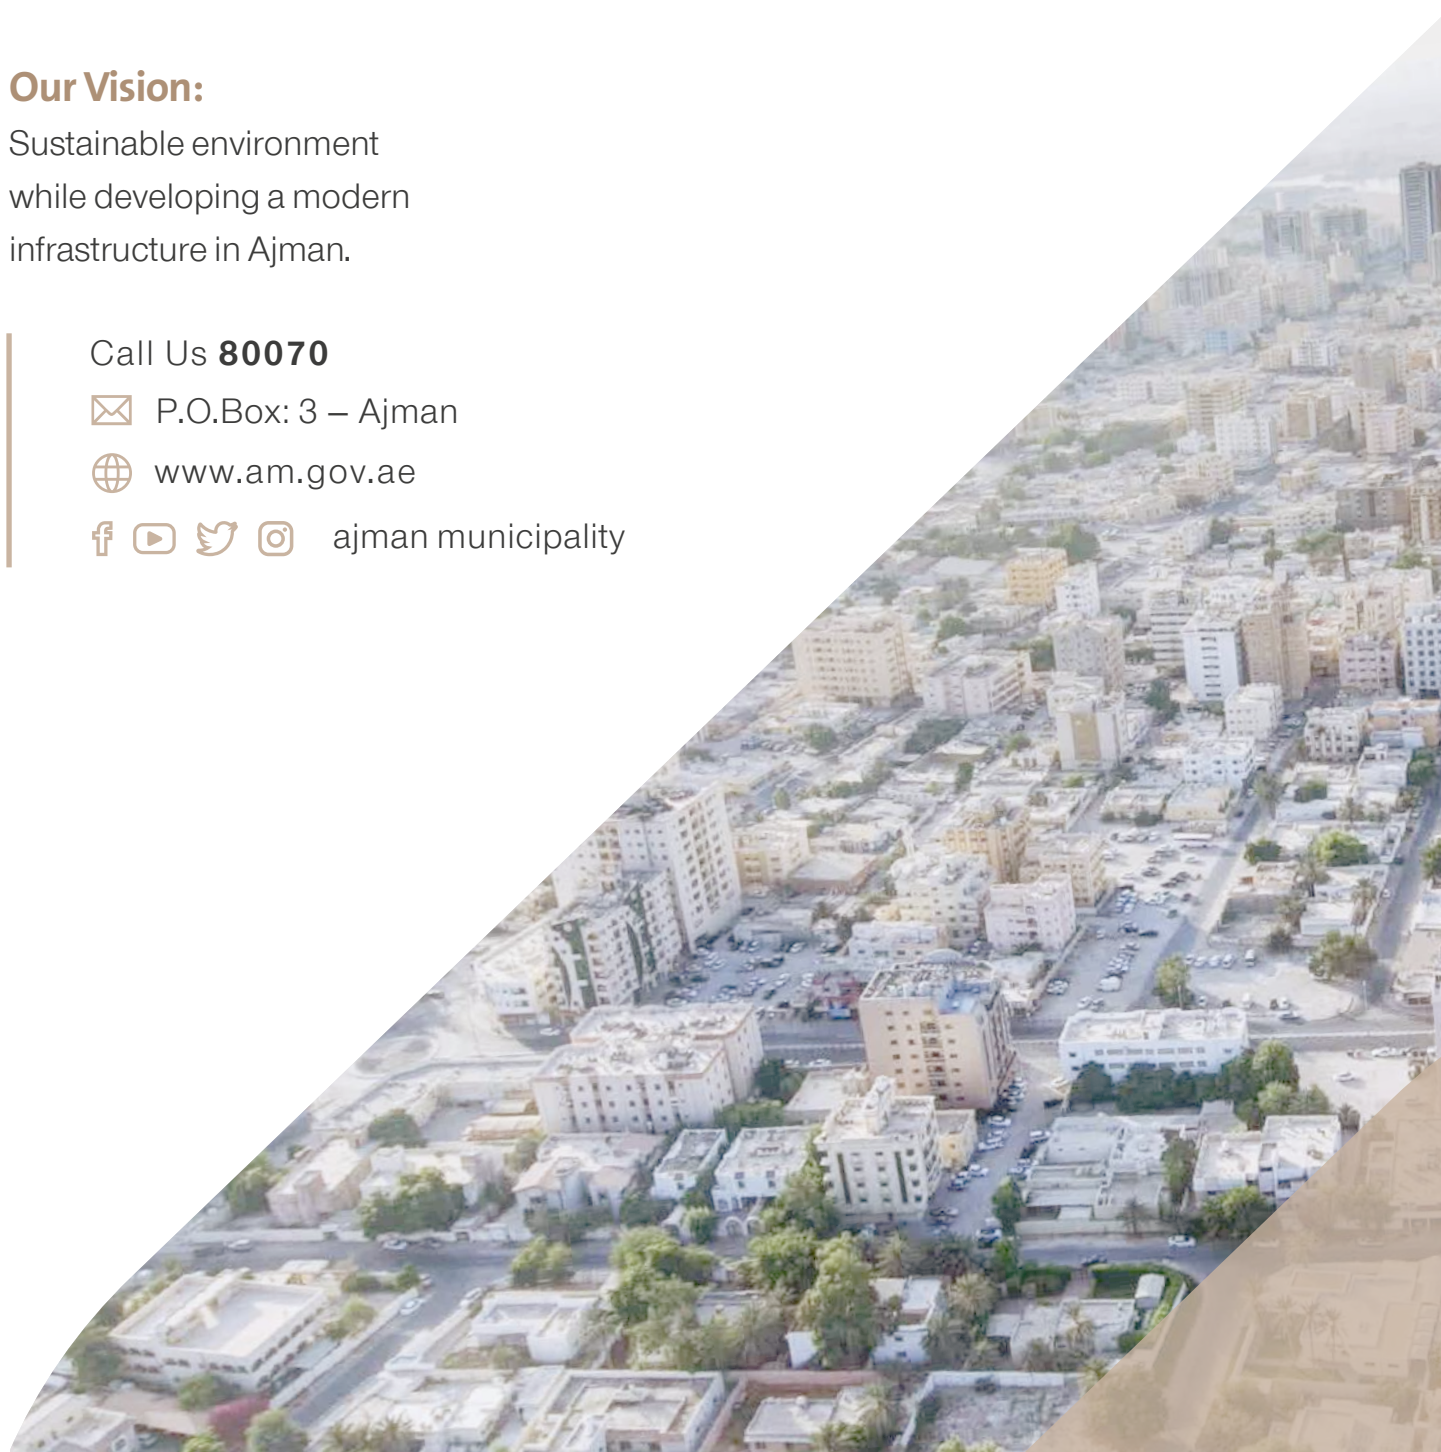 Our Vision:
Sustainable environment
while developing a modern
infrastructure in Ajman.
Call Us 80070
P.O.Box: 3 – Ajman
www.am.gov.ae
ajman municipality